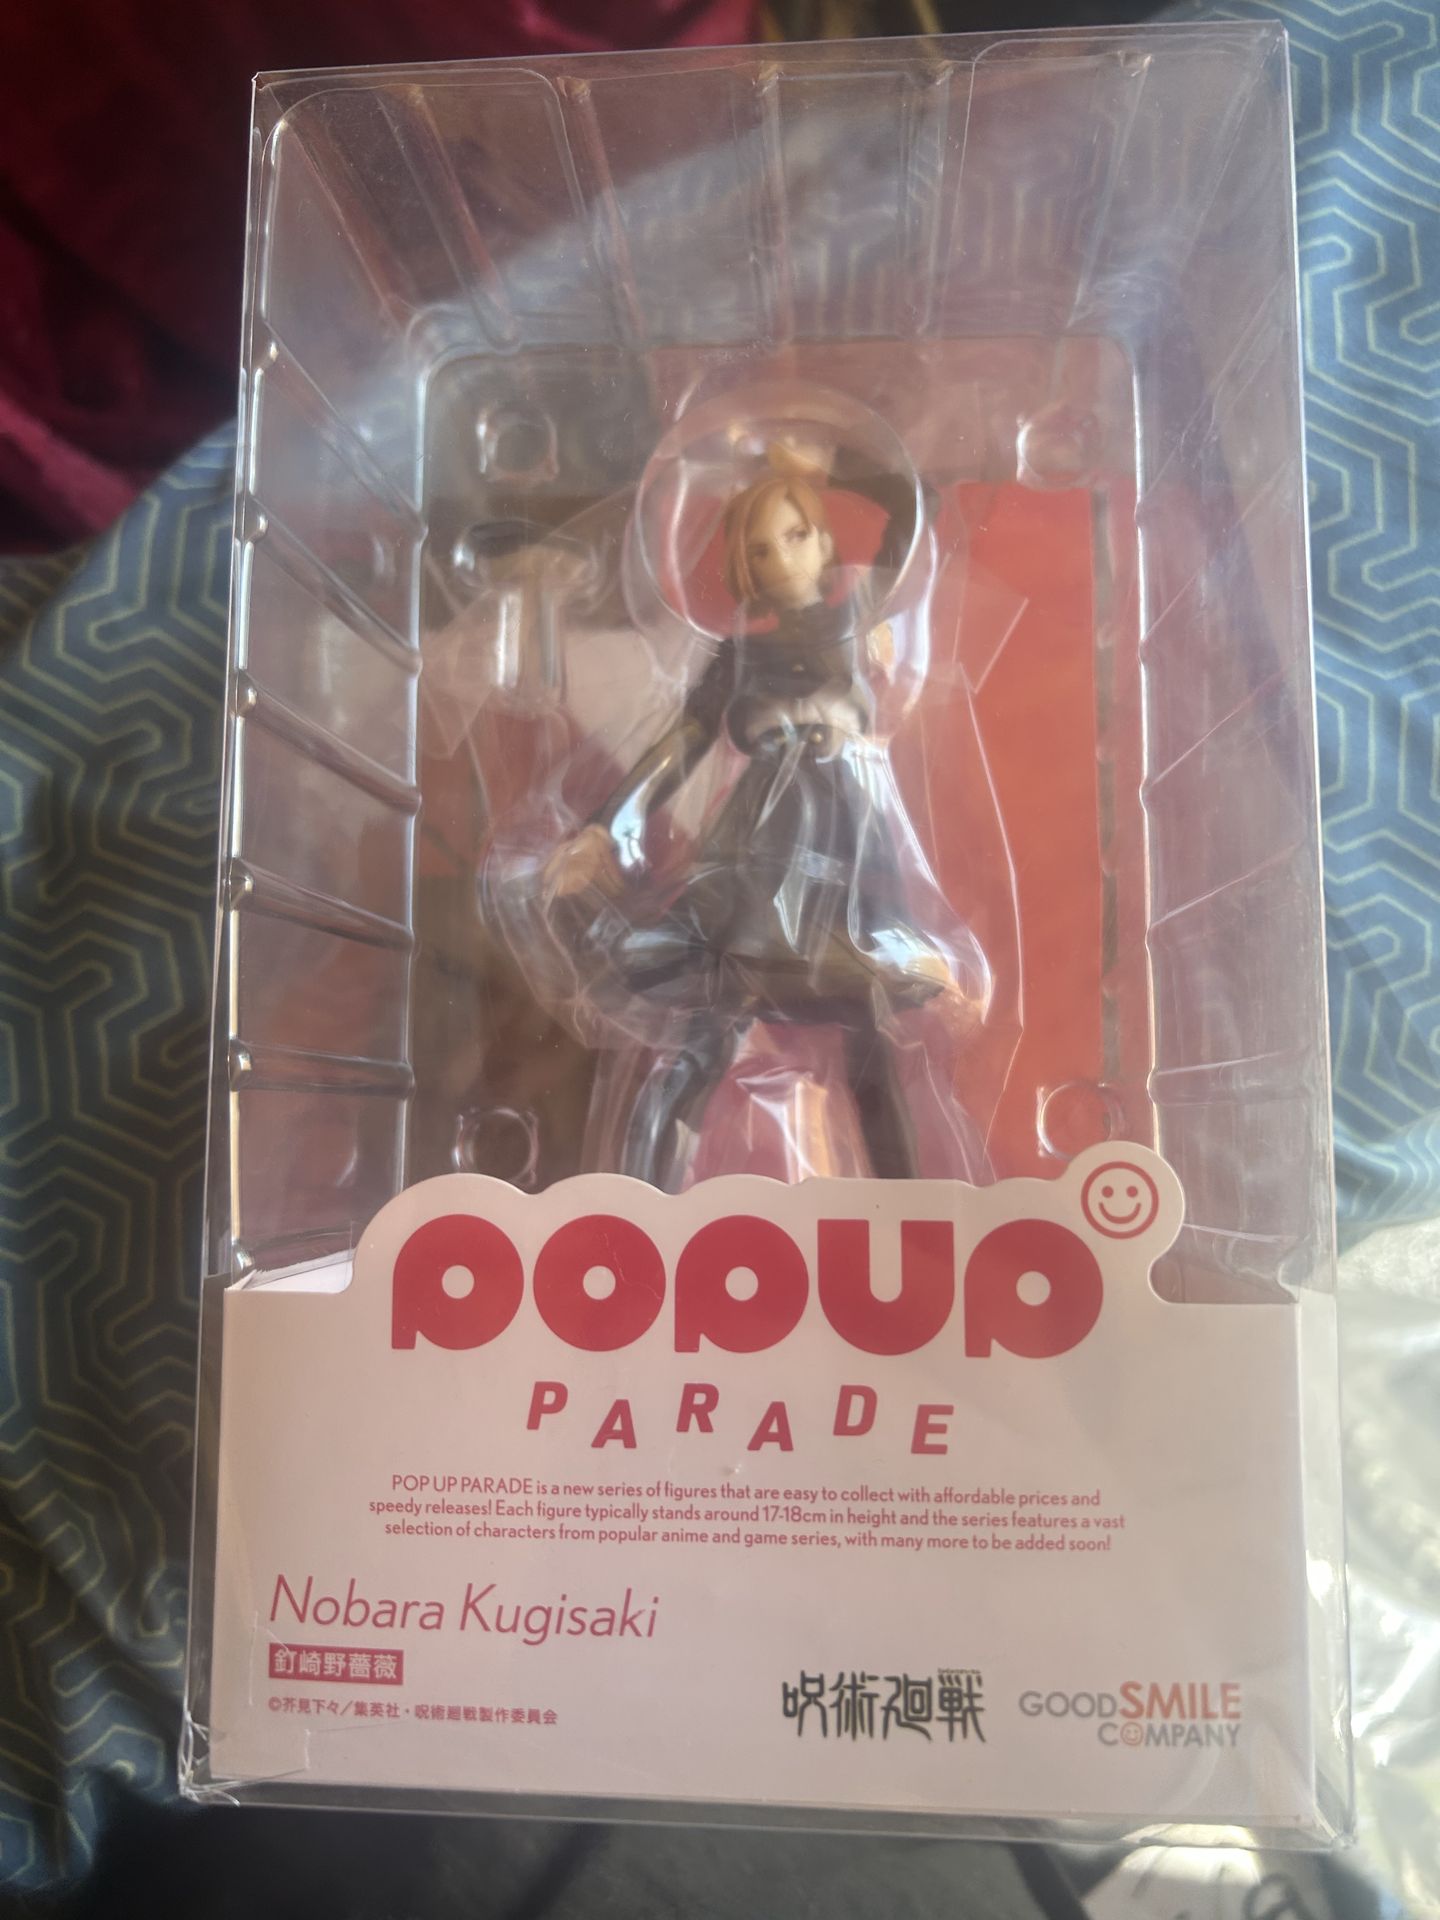 POPUP
PARADE
POP UP PARADE is a new series of figures that are easy to collect with affordable prices and
speedy releases! Each figure typically stands around 17-18cm in height and the series features a vast
selection of characters from popular anime and game series, with many more to be added soon!
Nobara Kugisaki
釘崎野薔薇
©芥見下々／集英社・呪術廻戦製作委員会
呪術廻戦
GOOD SMILE
COMPANY